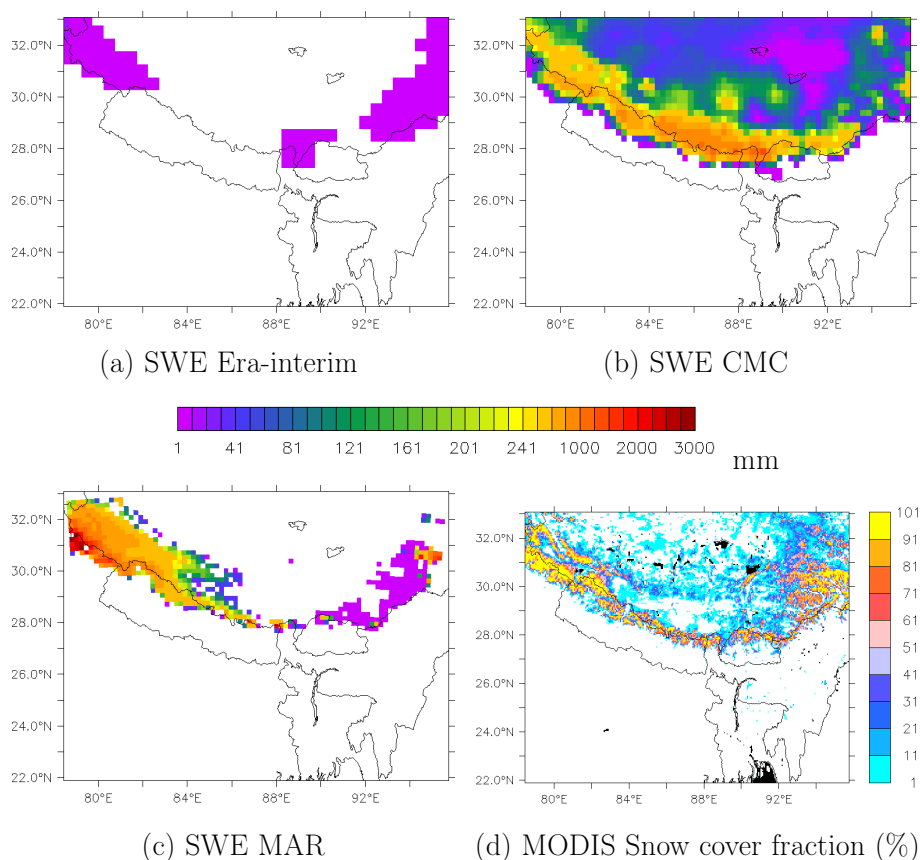 32.0°N
30.0°N
28.0°N
26.0°N
24.0°N
22.0°N
80°E 84°E 88°E 92°E
(a) SWE Era-interim
32.0°N
30.0°N
28.0°N
26.0°N
24.0°N
22.0°N
80°E 84°E 88°E 92°E
(b) SWE CMC
1 41 81 121 161 201 241 1000 2000 3000
mm
32.0°N
30.0°N
28.0°N
26.0°N
24.0°N
22.0°N
80°E 84°E 88°E 92°E
(c) SWE MAR
32.0°N
30.0°N
28.0°N
26.0°N
24.0°N
22.0°N
80°E 84°E 88°E 92°E
101
91
81
71
61
51
41
31
21
11
1
(d) MODIS Snow cover fraction (%)